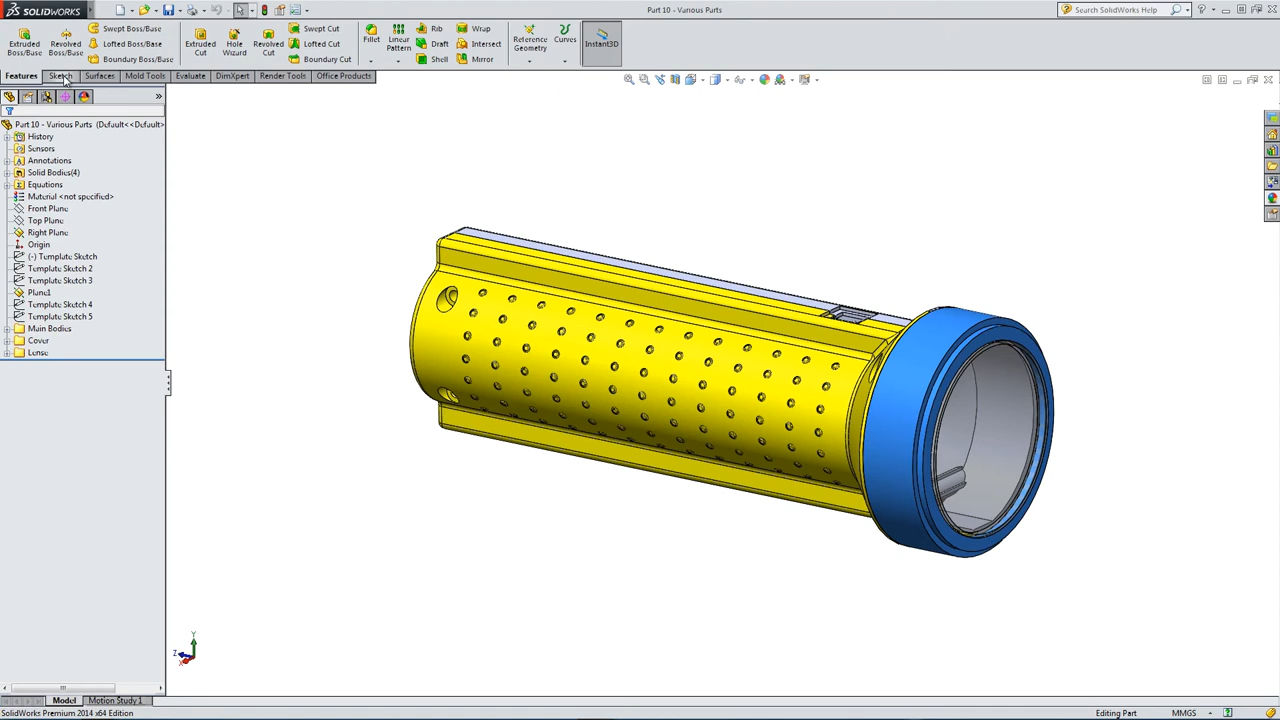 SOLIDWORKS
Part 10 - Various Parts
Search SolidWorks Help
Extruded Boss/Base
Revolved Boss/Base
Swept Boss/Base
Lofted Boss/Base
Boundary Boss/Base
Extruded Cut
Hole Wizard
Revolved Cut
Swept Cut
Lofted Cut
Boundary Cut
Fillet
Linear Pattern
Rib
Draft
Shell
Wrap
Intersect
Mirror
Reference Geometry
Curves
Instant3D
Features
Sketch
Surfaces
Mold Tools
Evaluate
DimXpert
Render Tools
Office Products
Part 10 - Various Parts (Default<<Default>
History
Sensors
Annotations
Solid Bodies(4)
Equations
Material <not specified>
Front Plane
Top Plane
Right Plane
Origin
(-) Template Sketch
Template Sketch 2
Template Sketch 3
Plane1
Template Sketch 4
Template Sketch 5
Main Bodies
Cover
Lense
Y
Z
X
Model
Motion Study 1
SolidWorks Premium 2014 x64 Edition
Editing Part
MMGS